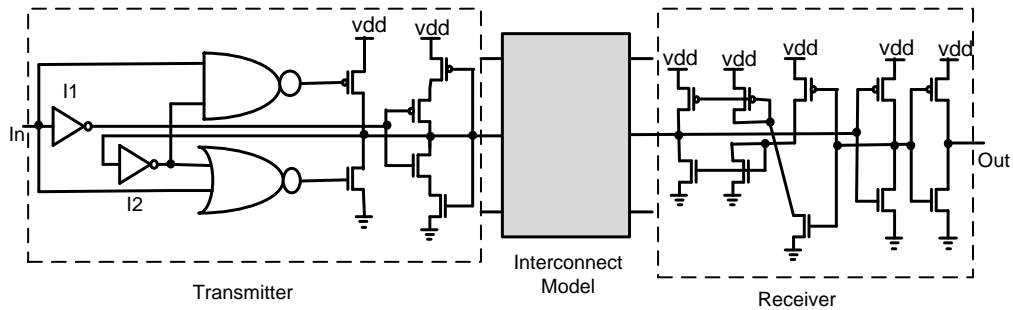 vdd
vdd
vdd
vdd
vdd
vdd
vdd
I1
In
I2
Out
Interconnect
Model
Transmitter
Receiver